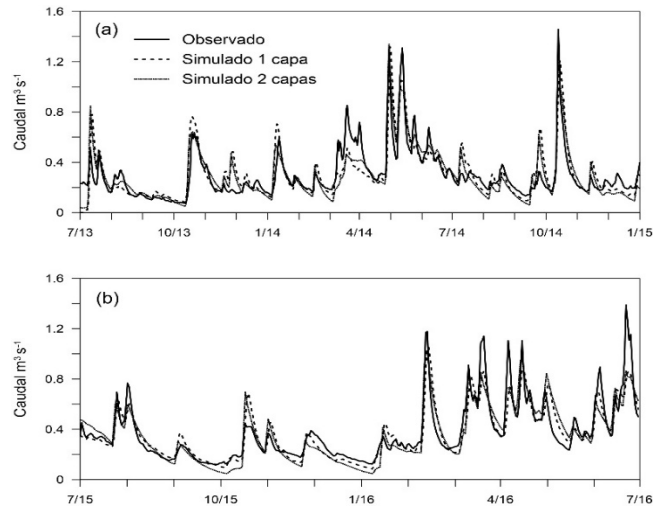 1.6
(a)
Observado
Simulado 1 capa
Simulado 2 capas
1.2
0.8
0.4
0
Caudal m³ s⁻¹
7/13 10/13 1/14 4/14 7/14 10/14 1/15
1.6
(b)
1.2
0.8
0.4
0
Caudal m³ s⁻¹
7/15 10/15 1/16 4/16 7/16